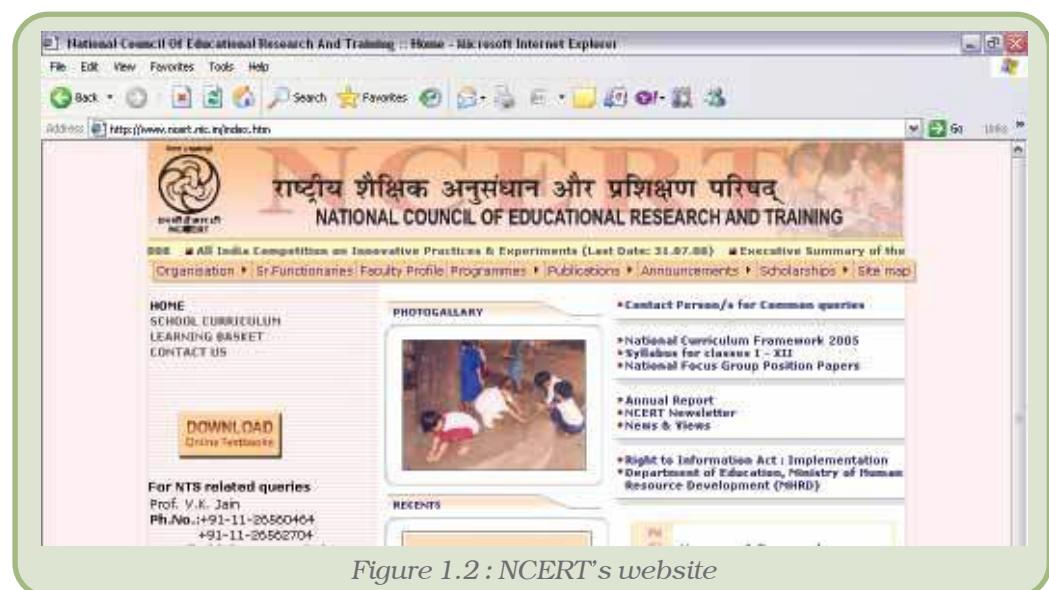 National Council Of Educational Research And Training :: Home - Microsoft Internet Explorer
File Edit View Favorites Tools Help
Back Search Favorites
Address http://www.ncert.nic.in/index.htm Go Links
NCERT
राष्ट्रीय शैक्षिक अनुसंधान और प्रशिक्षण परिषद्
NATIONAL COUNCIL OF EDUCATIONAL RESEARCH AND TRAINING
All India Competition on Innovative Practices & Experiments (Last Date: 31.07.08) Executive Summary of the
Organisation Sr.Functionaries Faculty Profile Programmes Publications Announcements Scholarships Site map
HOME
SCHOOL CURRICULUM
LEARNING BASKET
CONTACT US
DOWNLOAD
Online Textbooks
For NTS related queries
Prof. V.K. Jain
Ph.No.:+91-11-26560464
+91-11-26562704
PHOTOGALLARY
RECENTS
Contact Person/s for Common queries
National Curriculum Framework 2005
Syllabus for classes I - XII
National Focus Group Position Papers
Annual Report
NCERT Newsletter
News & Views
Right to Information Act : Implementation
Department of Education, Ministry of Human
Resource Development (MHRD)
Figure 1.2 : NCERT's website